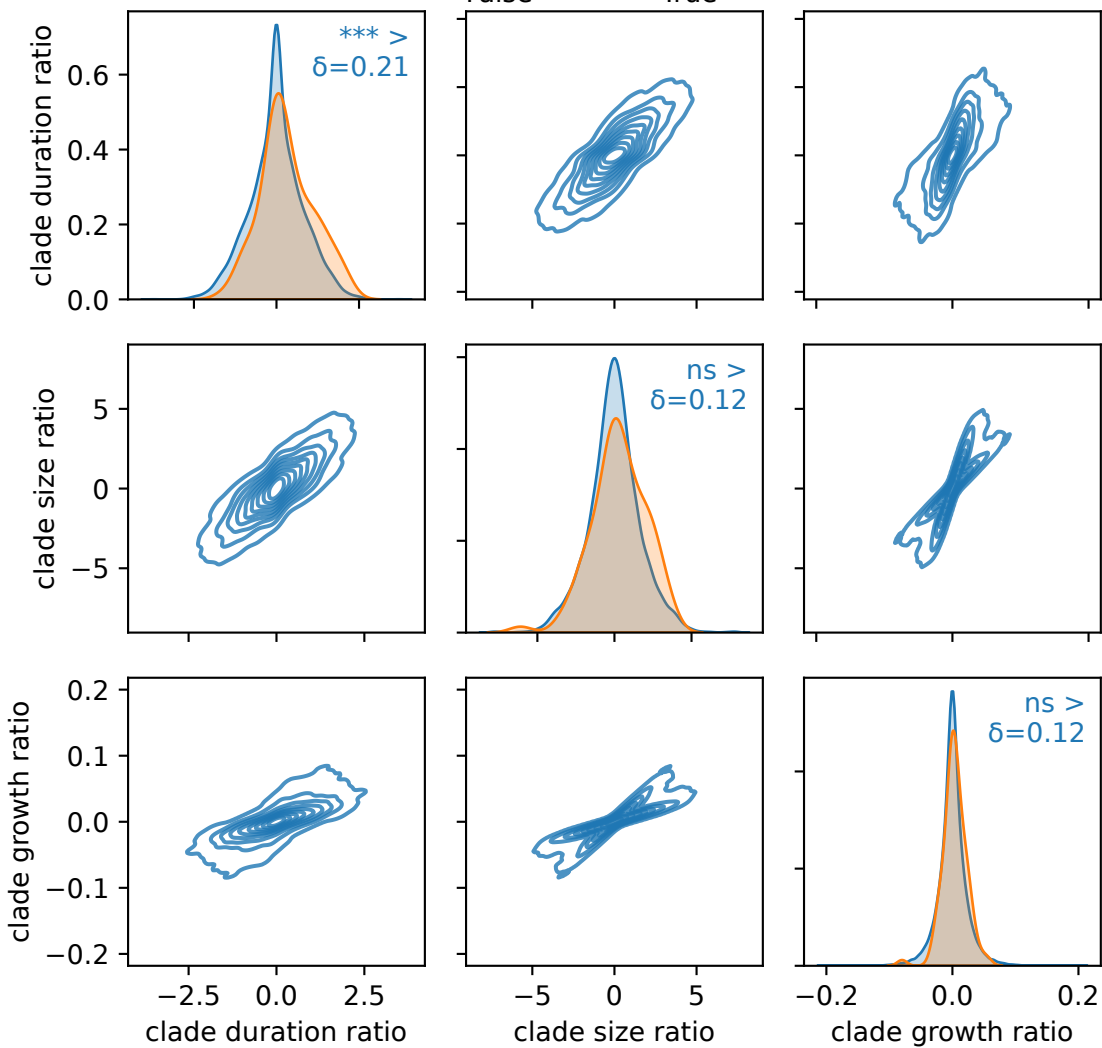 False True
clade duration ratio
0.6
0.4
0.2
0.0
*** >
δ=0.21
clade size ratio
5
0
−5
ns >
δ=0.12
clade growth ratio
0.2
0.1
0.0
−0.1
−0.2
ns >
δ=0.12
−2.5 0.0 2.5
−5 0 5
−0.2 0.0 0.2
clade duration ratio
clade size ratio
clade growth ratio